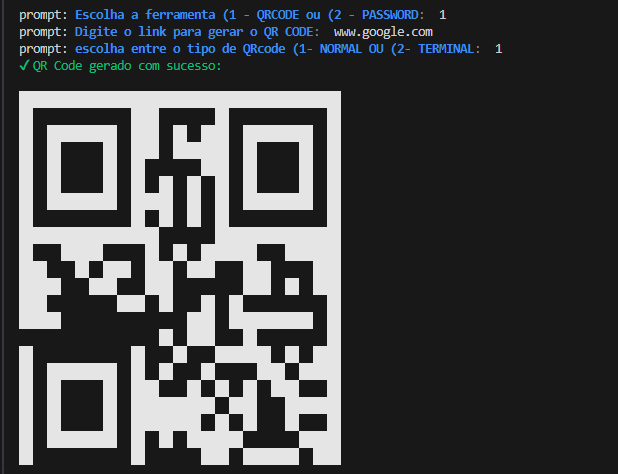 prompt: Escolha a ferramenta (1 - QRCODE ou (2 - PASSWORD:  1
prompt: Digite o link para gerar o QR CODE:  www.google.com
prompt: escolha entre o tipo de QRcode (1- NORMAL OU (2- TERMINAL:  1
✔ QR Code gerado com sucesso: